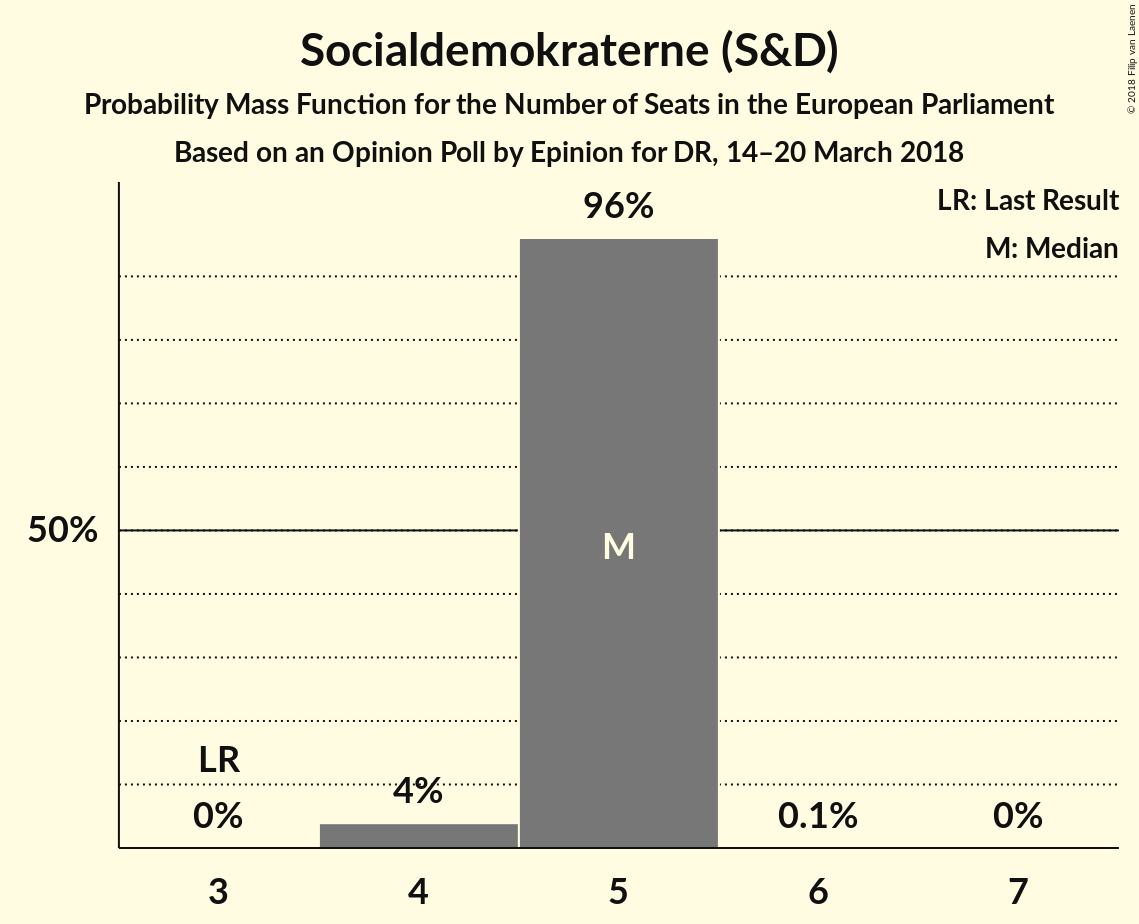 Socialdemokraterne (S&D)
Probability Mass Function for the Number of Seats in the European Parliament
Based on an Opinion Poll by Epinion for DR, 14–20 March 2018
© 2018 Filip van Laenen
LR: Last Result
M: Median
96%
50%
M
LR
0%
4%
0.1%
0%
3
4
5
6
7